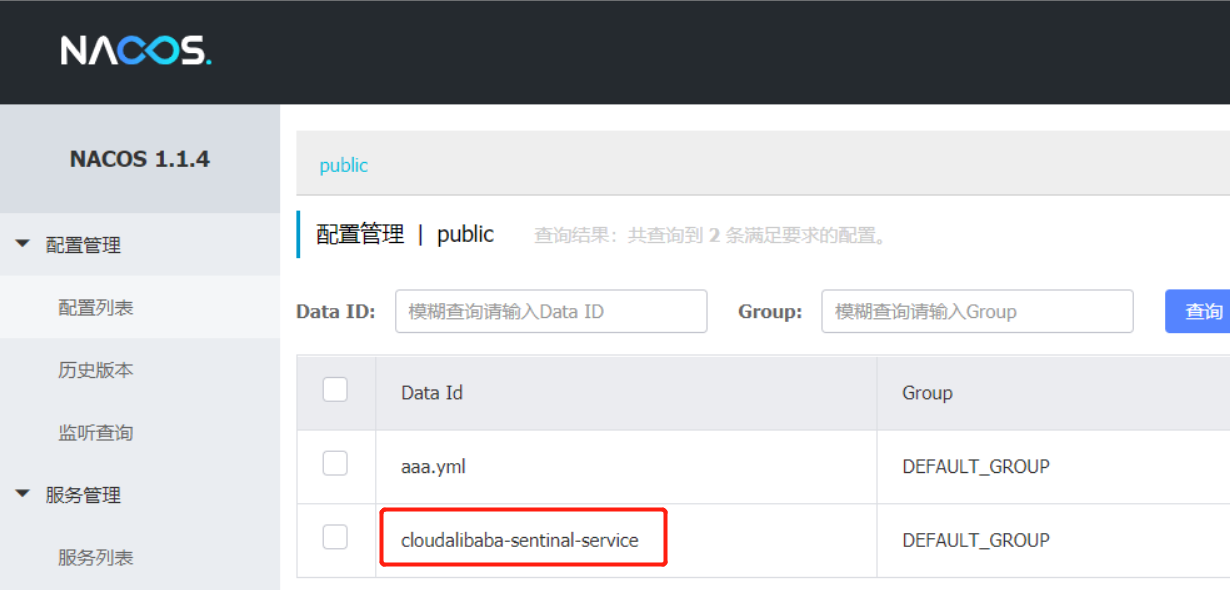 NACOS.
NACOS 1.1.4
public
配置管理
配置管理 | public 查询结果：共查询到 2 条满足要求的配置。
配置列表
Data ID: 模糊查询请输入Data ID Group: 模糊查询请输入Group 查询
历史版本
Data Id Group
监听查询
aaa.yml DEFAULT_GROUP
服务管理
cloudalibaba-sentinal-service DEFAULT_GROUP
服务列表